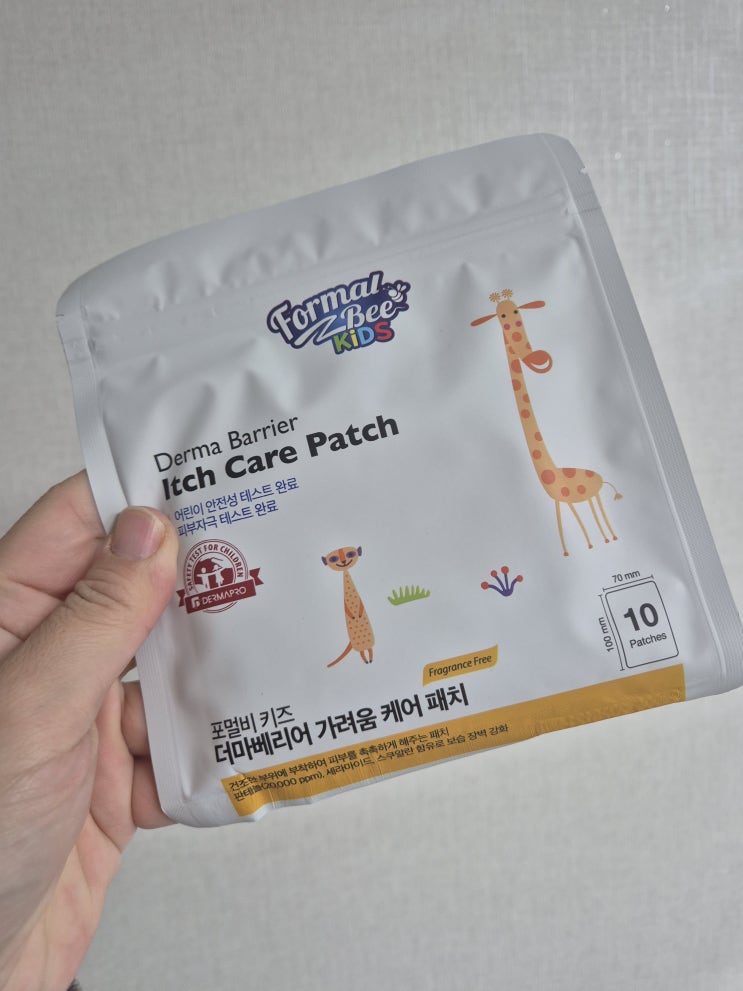 Formal
Bee
KiDS
Derma Barrier
Itch Care Patch
어린이 안전성 테스트 완료
피부자극 테스트 완료
SAFETY TEST FOR CHILDREN
DERMAPRO
70 mm
100 mm
10
Patches
Fragrance Free
포멀비 키즈
더마베리어 가려움 케어 패치
건조한 부위에 부착하여 피부를 촉촉하게 해주는 패치
판테놀(20,000 ppm), 세라마이드, 스쿠알란 함유로 보습 장벽 강화